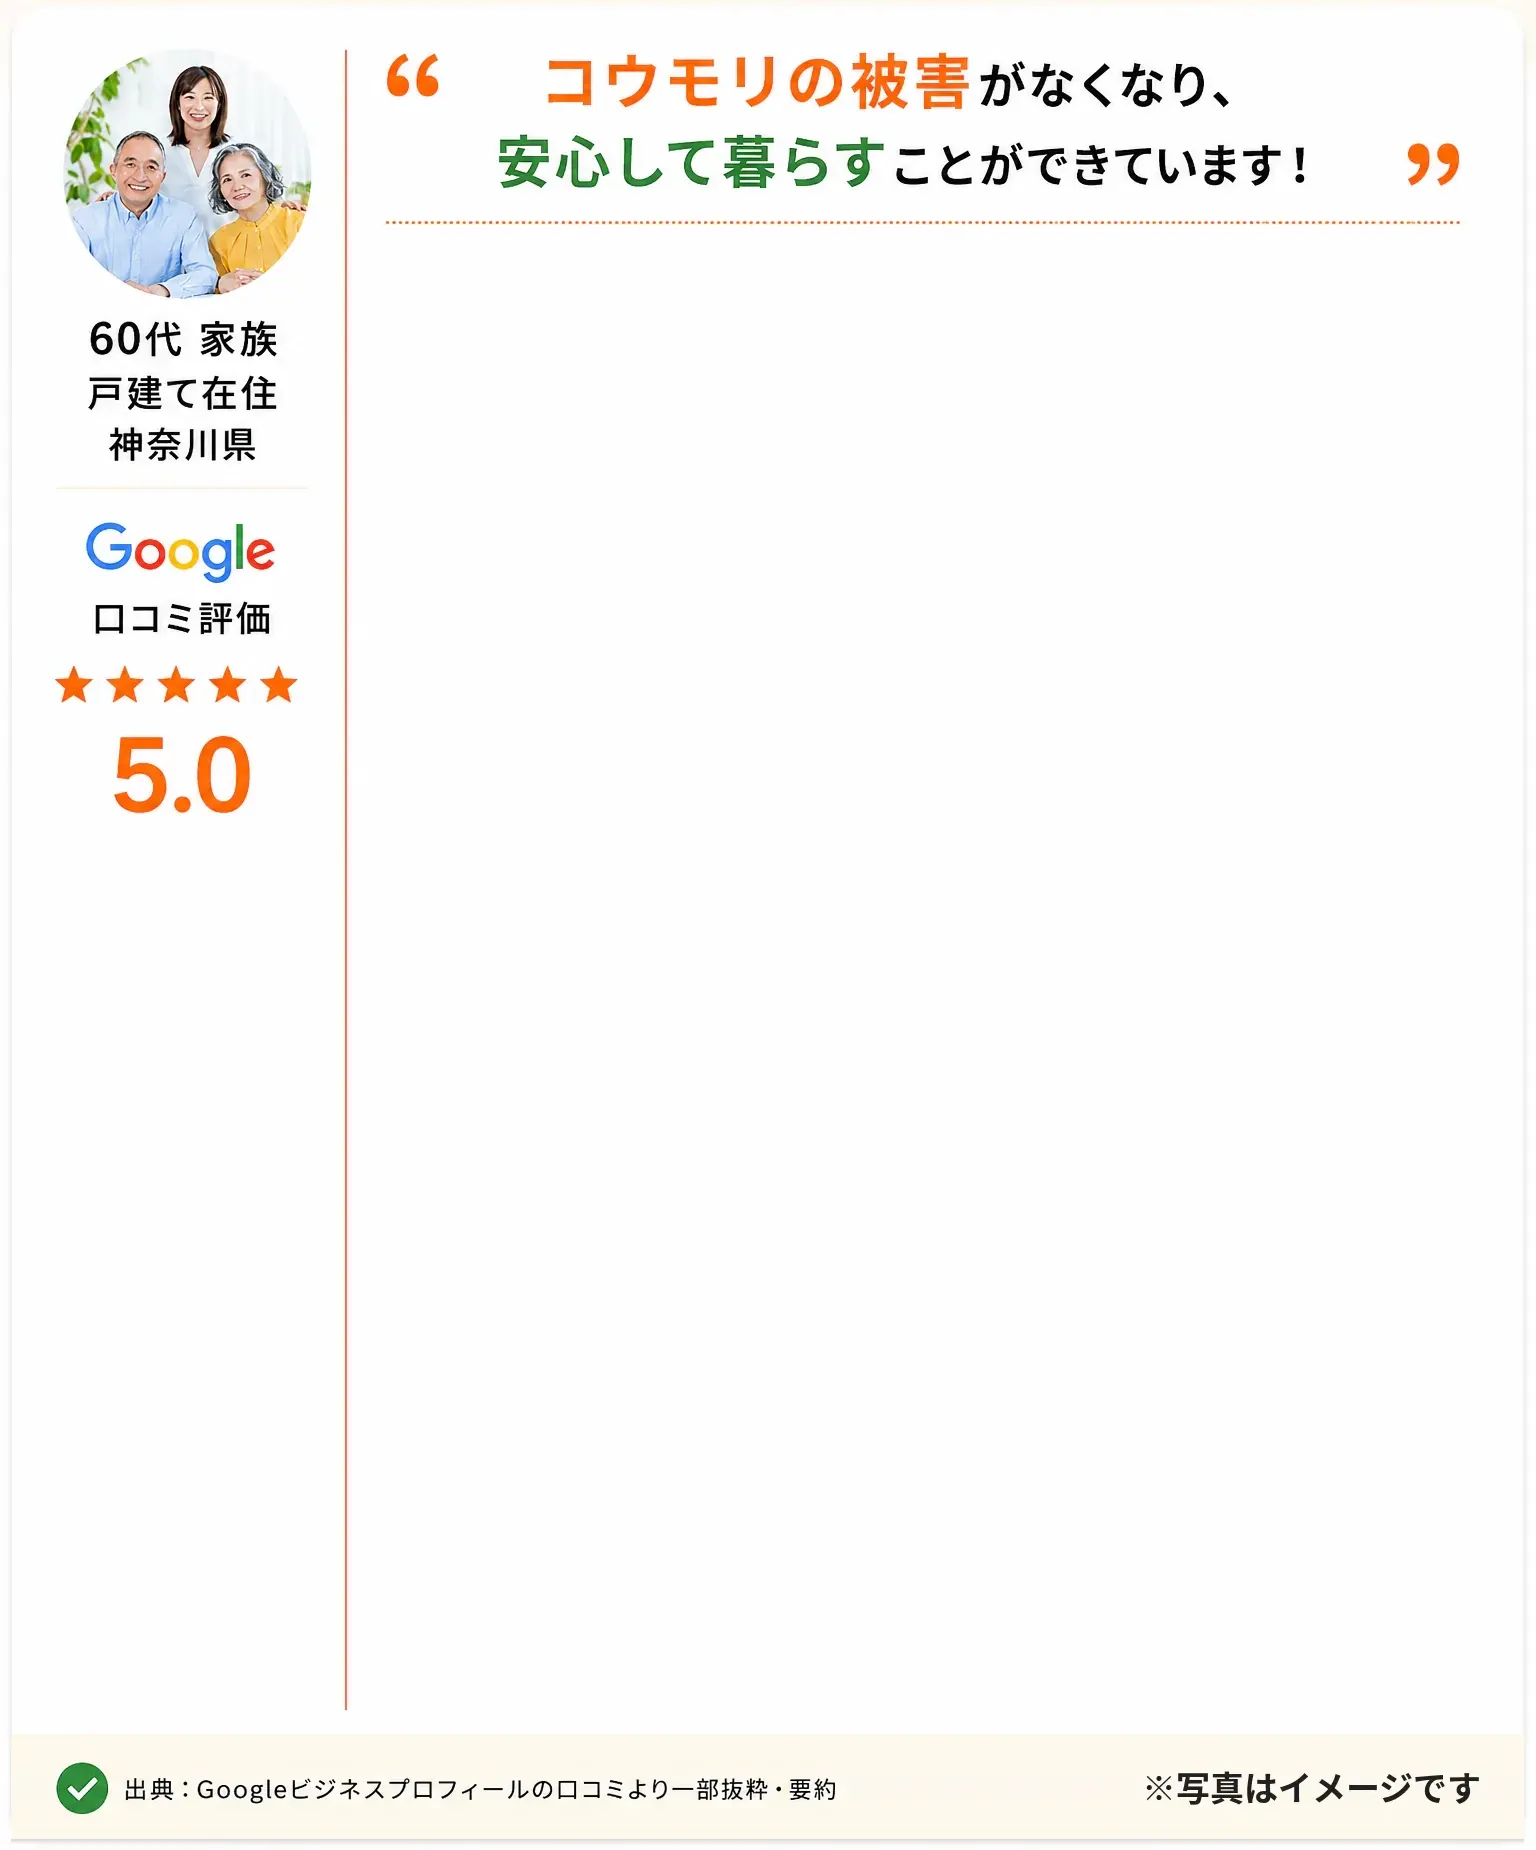 “ コウモリの被害がなくなり、
安心して暮らすことができています！ ”
60代 家族
戸建て在住
神奈川県
Google
口コミ評価
★★★★★
5.0
出典：Googleビジネスプロフィールの口コミより一部抜粋・要約
※写真はイメージです